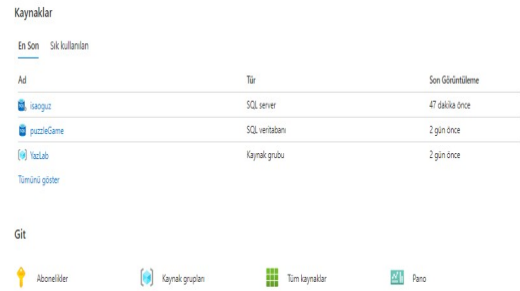 Kaynaklar
En Son Sık kullanılan
Ad Tür Son Görüntüleme
isaoguz SQL server 47 dakika önce
puzzleGame SQL veritabanı 2 gün önce
YazLab Kaynak grubu 2 gün önce
Tümünü göster
Git
Abonelikler Kaynak grupları Tüm kaynaklar Pano